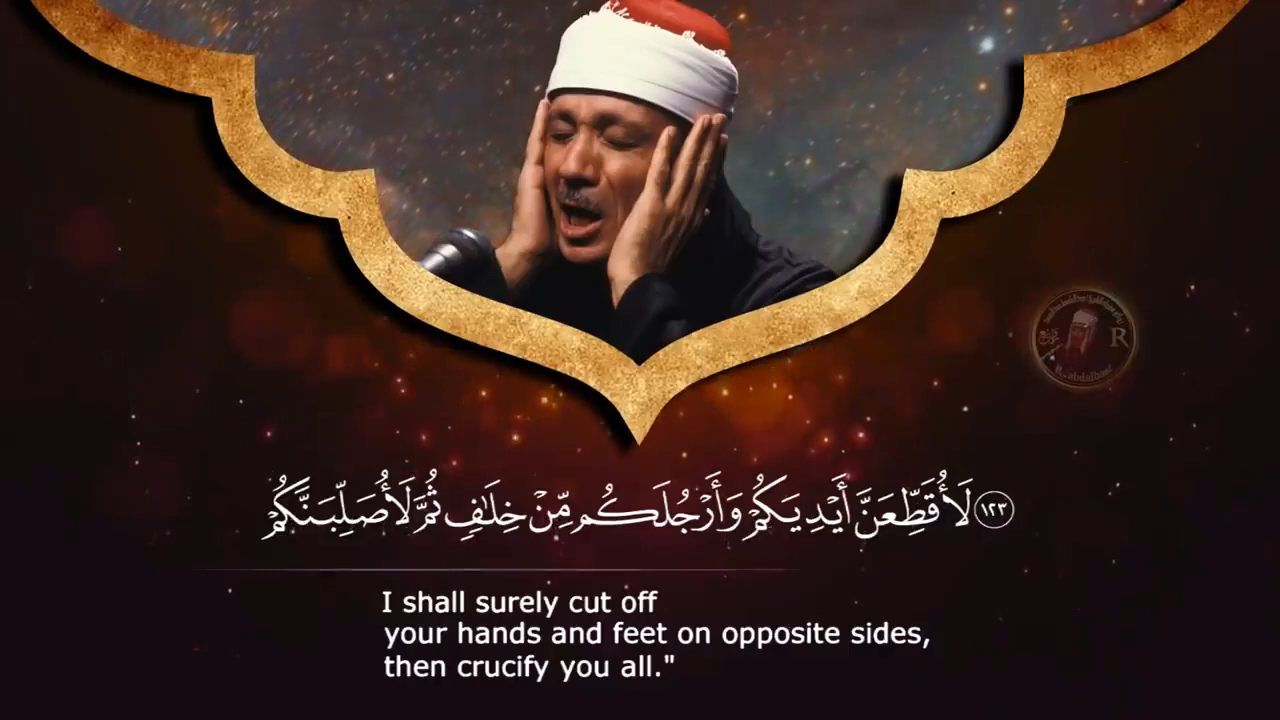 ١٢٣ لَأُقَطِّعَنَّ أَيْدِيَكُمْ وَأَرْجُلَكُم مِّنْ خِلَٰفٍ ثُمَّ لَأُصَلِّبَنَّكُمْ
R
I shall surely cut off
your hands and feet on opposite sides,
then crucify you all."